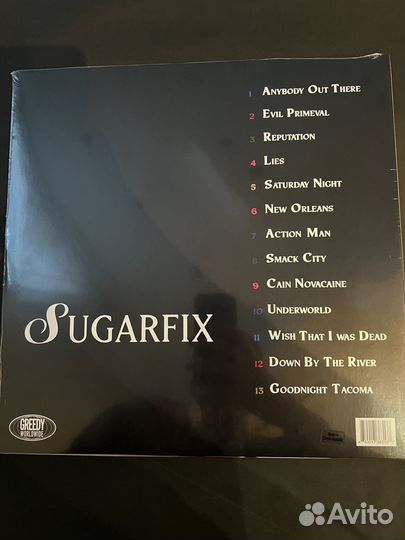 1 Anybody Out There
2 Evil Primeval
3 Reputation
4 Lies
5 Saturday Night
6 New Orleans
7 Action Man
8 Smack City
9 Cain Novacaine
10 Underworld
11 Wish That I Was Dead
12 Down By The River
13 Goodnight Tacoma
Sugarfix
GREEDY
WORLDWIDE
Avito